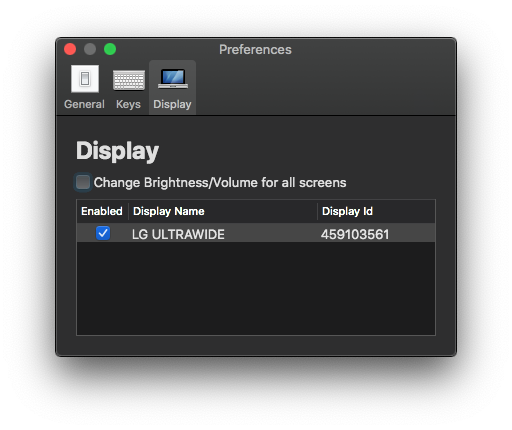 Preferences
General Keys Display
Display
Change Brightness/Volume for all screens
Enabled Display Name Display Id
LG ULTRAWIDE 459103561